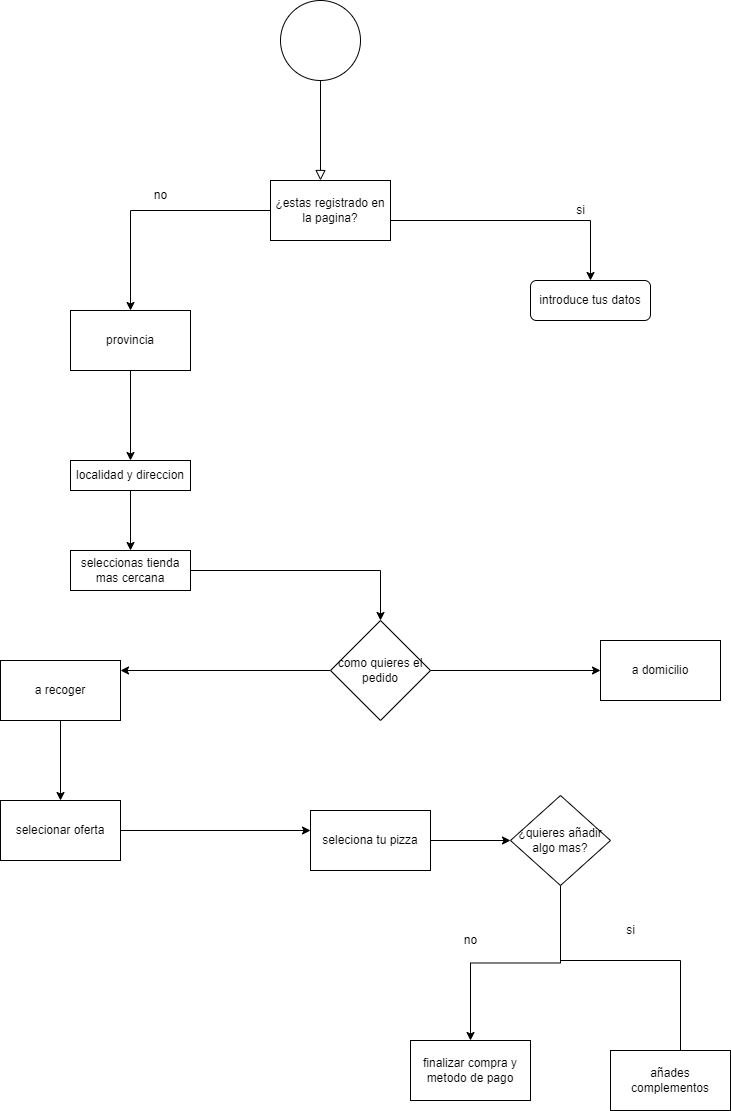 no
¿estas registrado en
la pagina?
si
introduce tus datos
provincia
localidad y direccion
seleccionas tienda
mas cercana
como quieres el
pedido
a domicilio
a recoger
selecionar oferta
seleciona tu pizza
¿quieres añadir
algo mas?
no
si
finalizar compra y
metodo de pago
añades
complementos